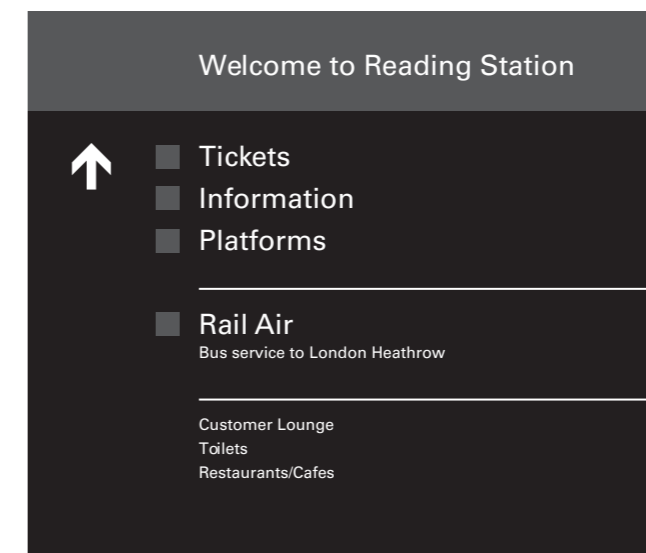 Welcome to Reading Station
Tickets
Information
Platforms
Rail Air
Bus service to London Heathrow
Customer Lounge
Toilets
Restaurants/Cafes